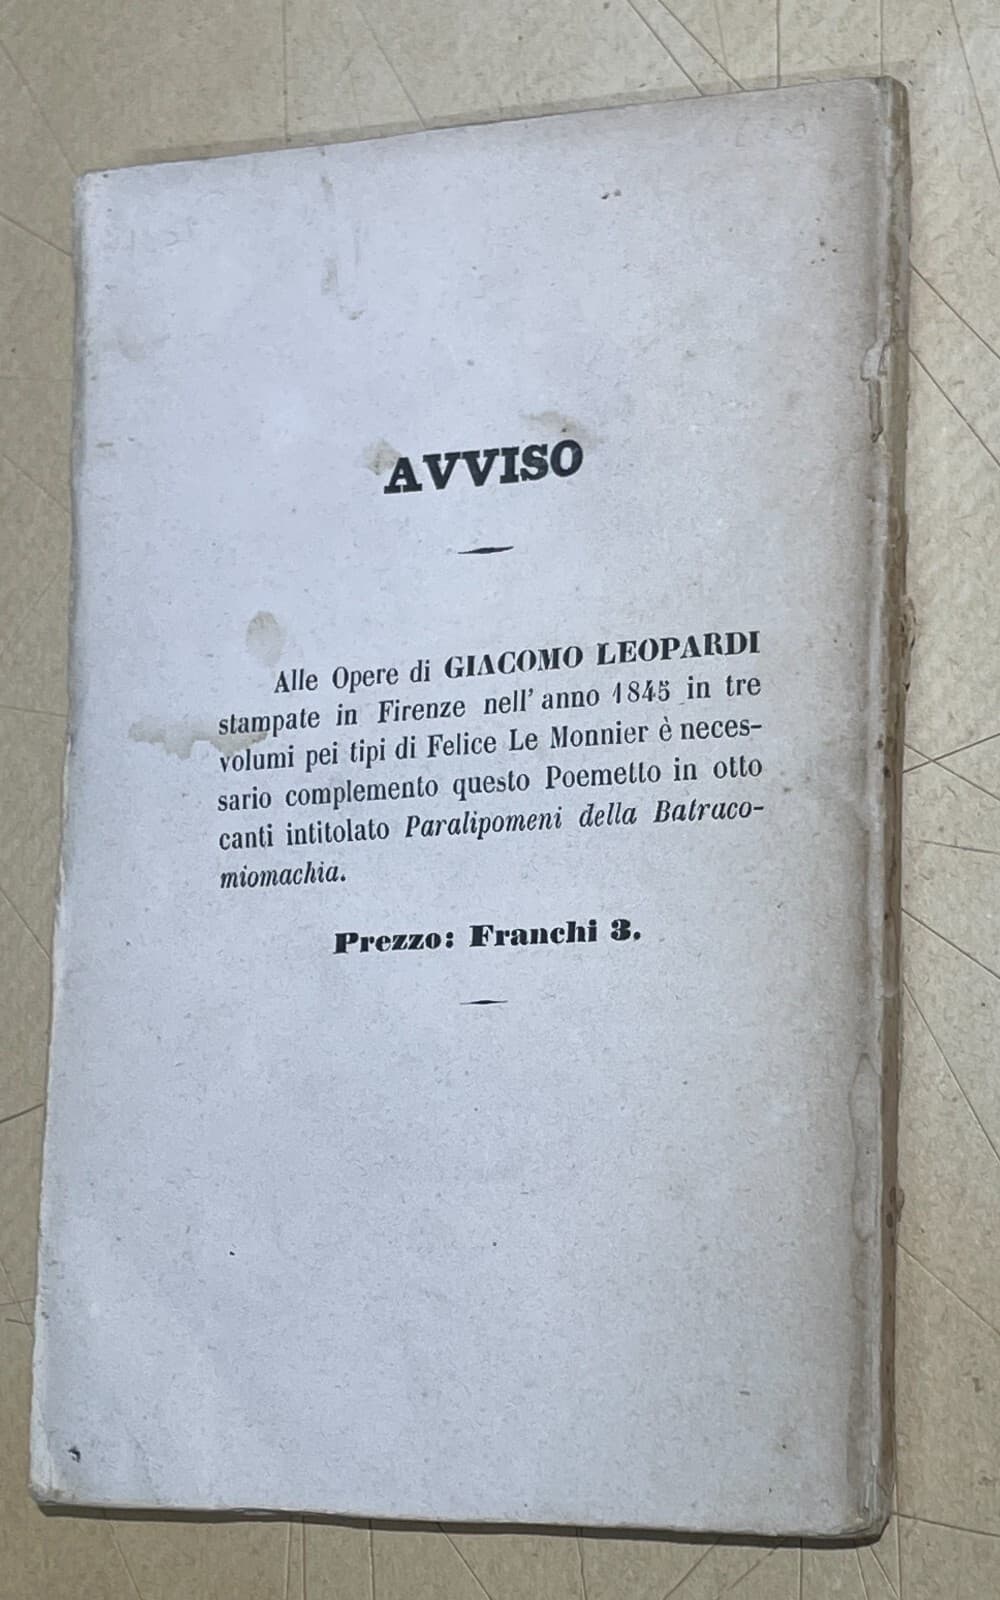 AVVISO
Alle Opere di GIACOMO LEOPARDI
stampate in Firenze nell' anno 1845 in tre
volumi pei tipi di Felice Le Monnier è neces-
sario complemento questo Poemetto in otto
canti intitolato Paralipomeni della Batraco-
miomachia.
Prezzo: Franchi 3.